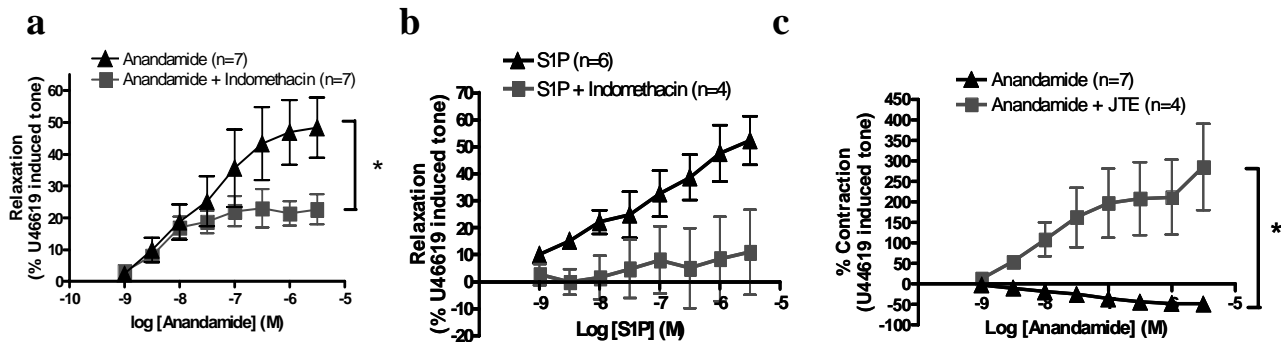 a
Anandamide (n=7)
Anandamide + Indomethacin (n=7)
Relaxation
(% U46619 induced tone)
60
50
40
30
20
10
0
-10 -9 -8 -7 -6 -5
log [Anandamide] (M)
*
b
S1P (n=6)
S1P + Indomethacin (n=4)
Relaxation
(% U46619 induced tone)
70
60
50
40
30
20
10
0
-10
-20
-9 -8 -7 -6 -5
Log [S1P] (M)
c
Anandamide (n=7)
Anandamide + JTE (n=4)
% Contraction
(U44619 induced tone)
450
400
350
300
250
200
150
100
50
0
-50
-100
-9 -8 -7 -6 -5
Log [Anandamide] (M)
*